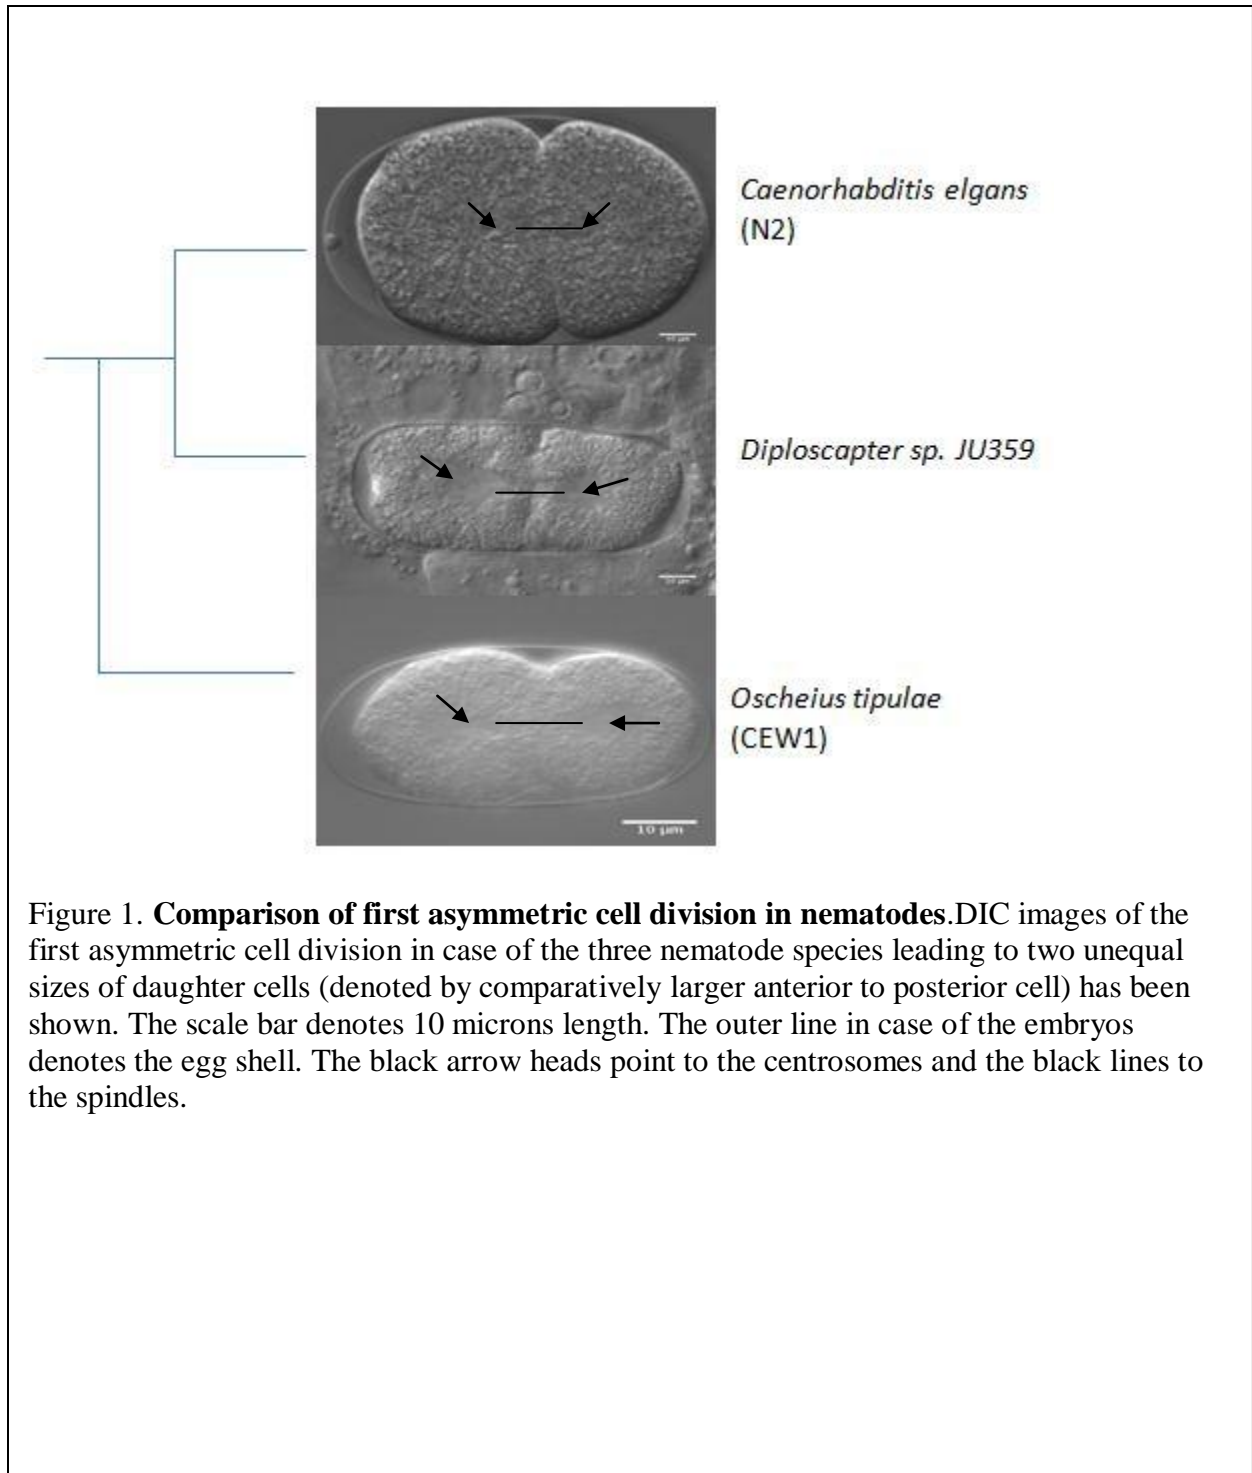 Caenorhabditis elgans
(N2)
Diploscapter sp. JU359
Oscheius tipulae
(CEW1)
10 µm
Figure 1. Comparison of first asymmetric cell division in nematodes.DIC images of the
first asymmetric cell division in case of the three nematode species leading to two unequal
sizes of daughter cells (denoted by comparatively larger anterior to posterior cell) has been
shown. The scale bar denotes 10 microns length. The outer line in case of the embryos
denotes the egg shell. The black arrow heads point to the centrosomes and the black lines to
the spindles.